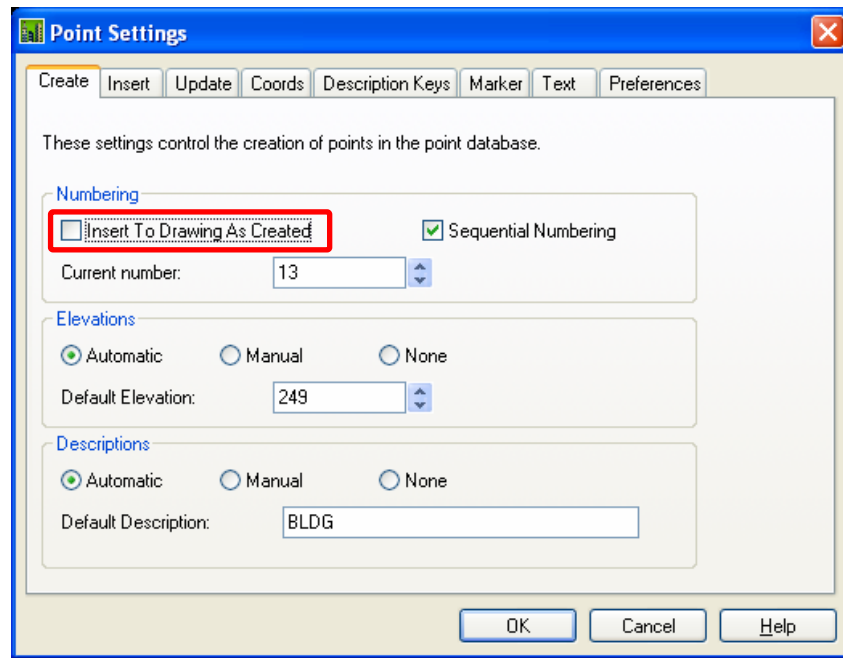 Point Settings
Create Insert Update Coords Description Keys Marker Text Preferences
These settings control the creation of points in the point database.
Numbering
Insert To Drawing As Created Sequential Numbering
Current number: 13
Elevations
Automatic Manual None
Default Elevation: 249
Descriptions
Automatic Manual None
Default Description: BLDG
OK Cancel Help